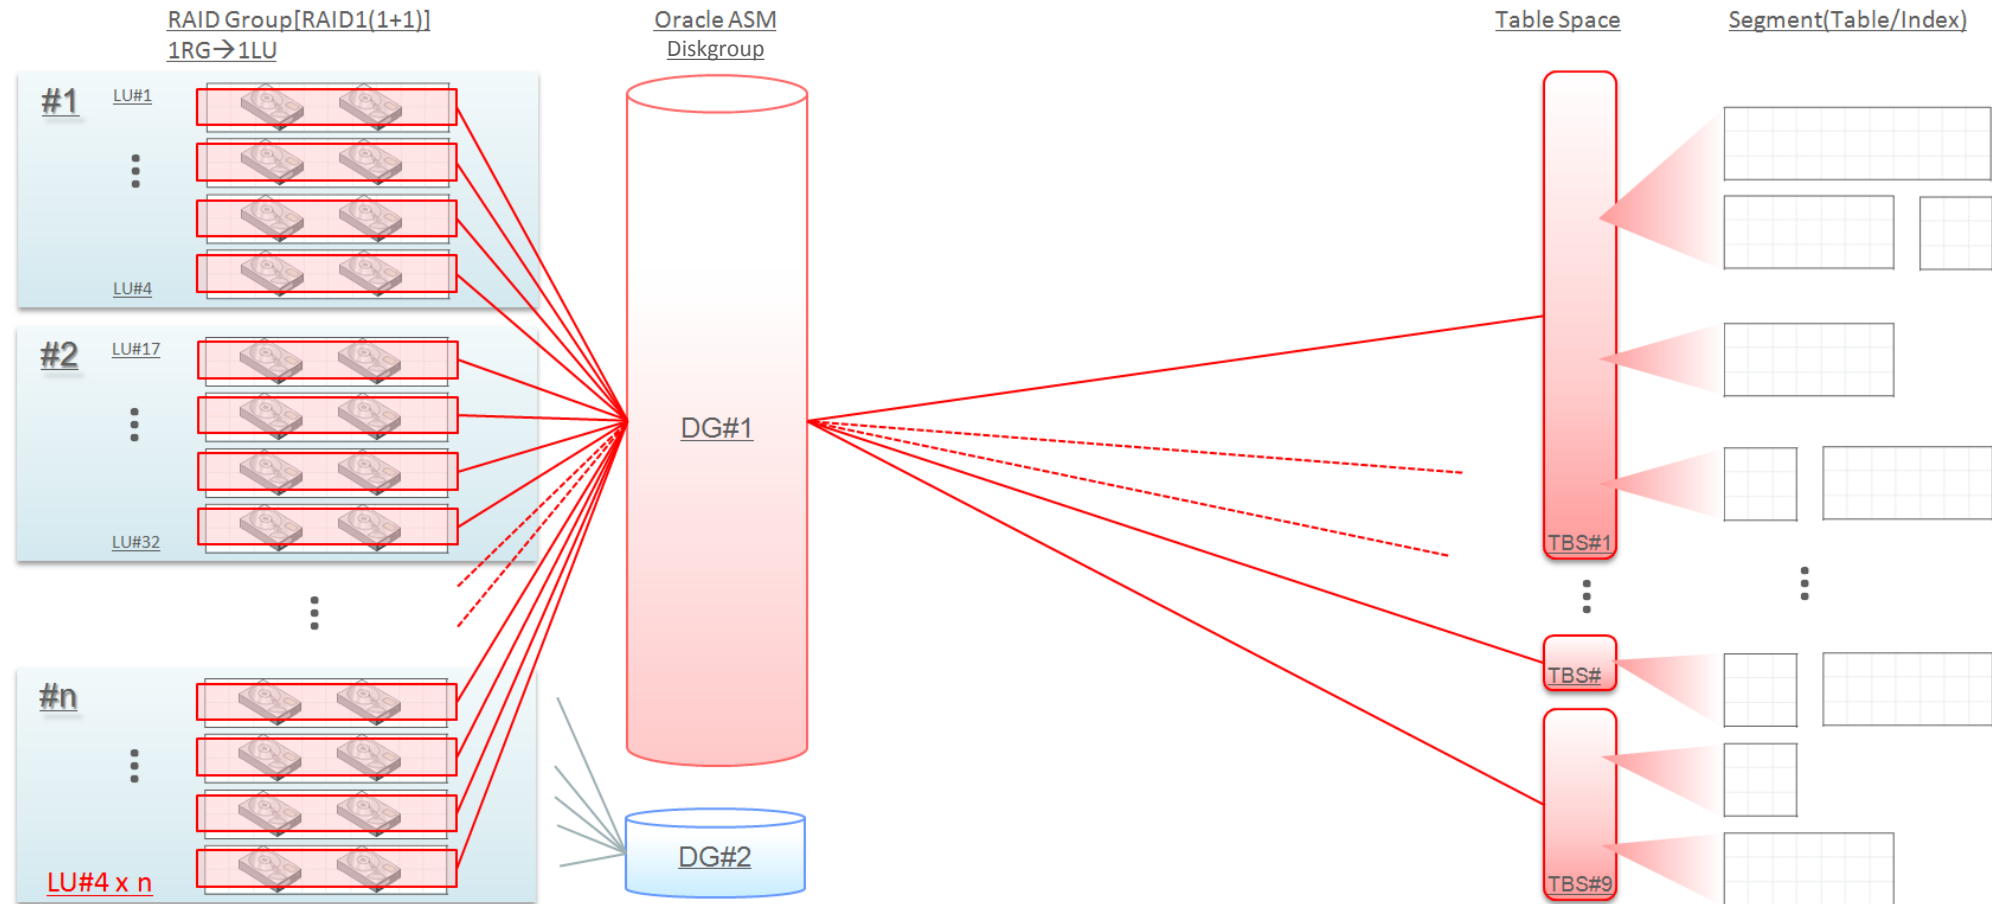 RAID Group[RAID1(1+1)]
1RG→1LU
Oracle ASM
Diskgroup
Table Space
Segment(Table/Index)
#1
LU#1
LU#4
#2
LU#17
LU#32
#n
LU#4 x n
DG#1
DG#2
TBS#1
TBS#
TBS#9